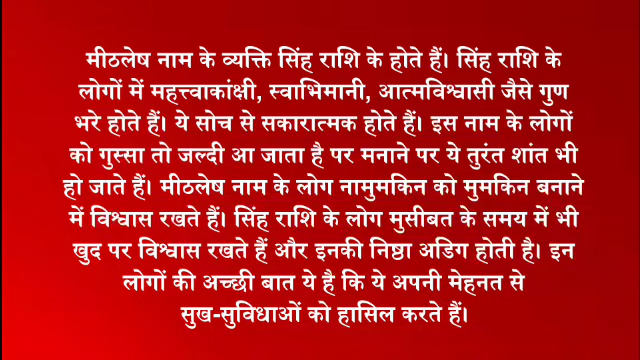 मीठलेष नाम के व्यक्ति सिंह राशि के होते हैं। सिंह राशि के
लोगों में महत्त्वाकांक्षी, स्वाभिमानी, आत्मविश्वासी जैसे गुण
भरे होते हैं। ये सोच से सकारात्मक होते हैं। इस नाम के लोगों
को गुस्सा तो जल्दी आ जाता है पर मनाने पर ये तुरंत शांत भी
हो जाते हैं। मीठलेष नाम के लोग नामुमकिन को मुमकिन बनाने
में विश्वास रखते हैं। सिंह राशि के लोग मुसीबत के समय में भी
खुद पर विश्वास रखते हैं और इनकी निष्ठा अडिग होती है। इन
लोगों की अच्छी बात ये है कि ये अपनी मेहनत से
सुख-सुविधाओं को हासिल करते हैं।